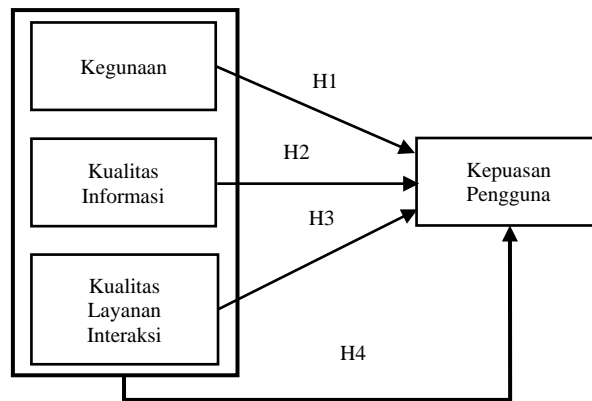 Kegunaan
H1
Kualitas
Informasi
H2
Kepuasan
Pengguna
Kualitas
Layanan
Interaksi
H3
H4